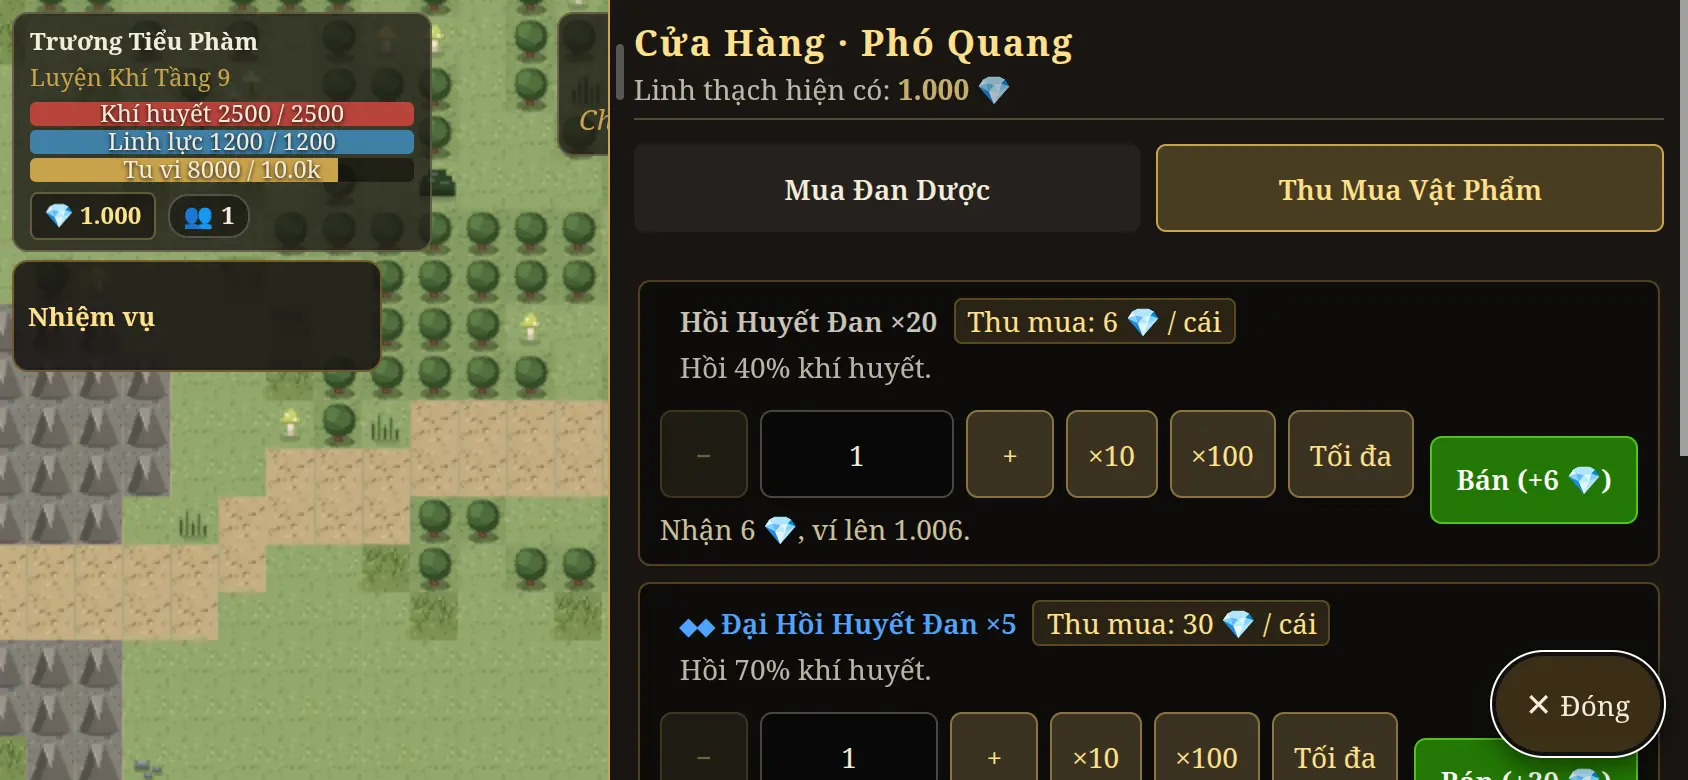 Trương Tiểu Phàm
Luyện Khí Tầng 9
Khí huyết 2500 / 2500
Linh lực 1200 / 1200
Tu vi 8000 / 10.0k
1.000
1
Nhiệm vụ
Ch
Cửa Hàng · Phó Quang
Linh thạch hiện có: 1.000
Mua Đan Dược
Thu Mua Vật Phẩm
Hồi Huyết Đan ×20 Thu mua: 6 / cái
Hồi 40% khí huyết.
− 1 + ×10 ×100 Tối đa Bán (+6 )
Nhận 6 , ví lên 1.006.
Đại Hồi Huyết Đan ×5 Thu mua: 30 / cái
Hồi 70% khí huyết.
− 1 + ×10 ×100 Tối đa Bán (+30 )
✕ Đóng